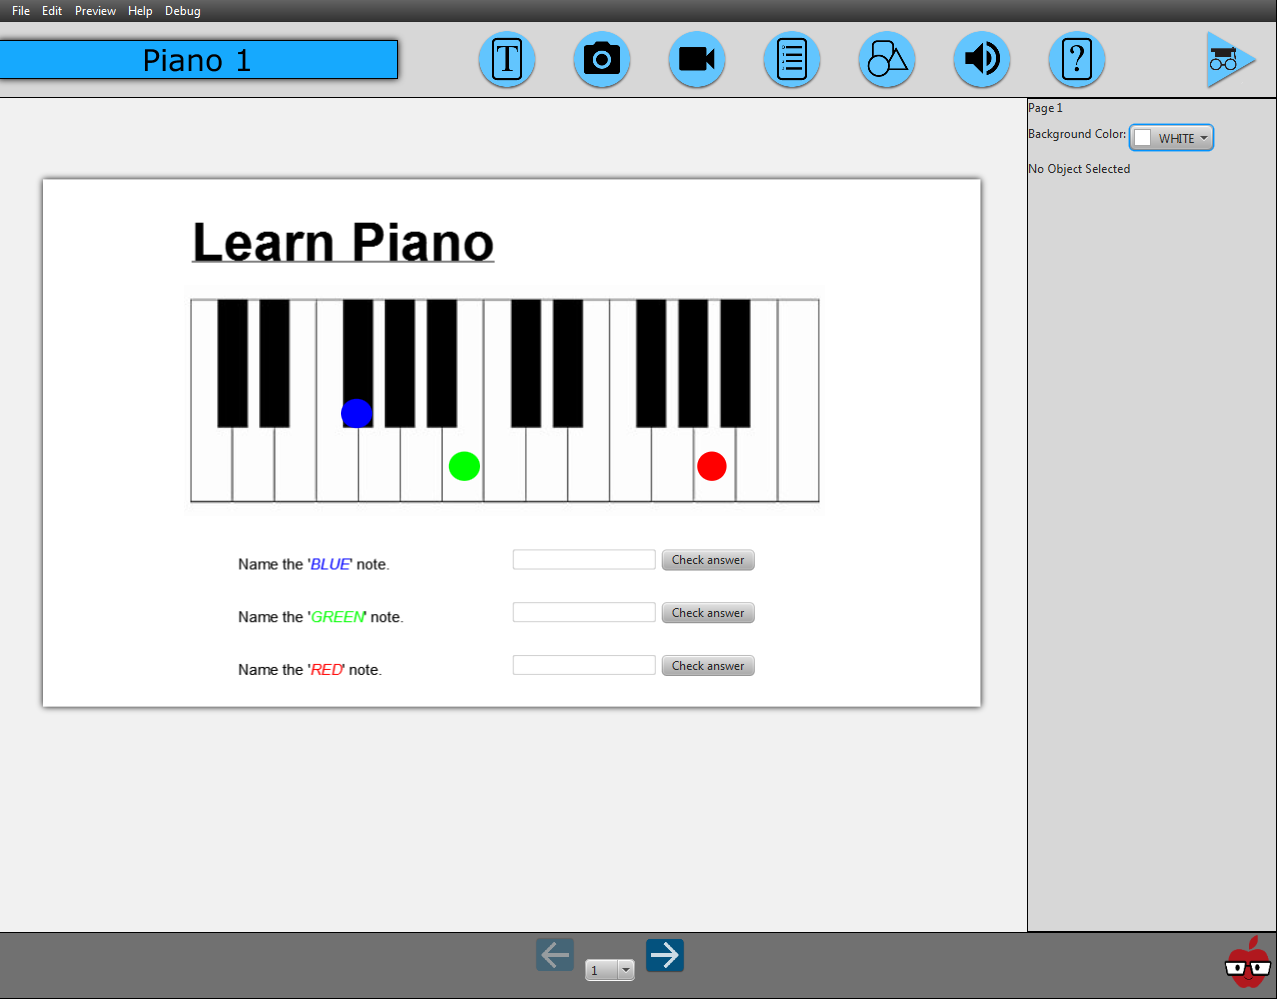 File Edit Preview Help Debug
Piano 1
T
?
Page 1
Background Color: WHITE
No Object Selected
Learn Piano
Name the 'BLUE' note. Check answer
Name the 'GREEN' note. Check answer
Name the 'RED' note. Check answer
1